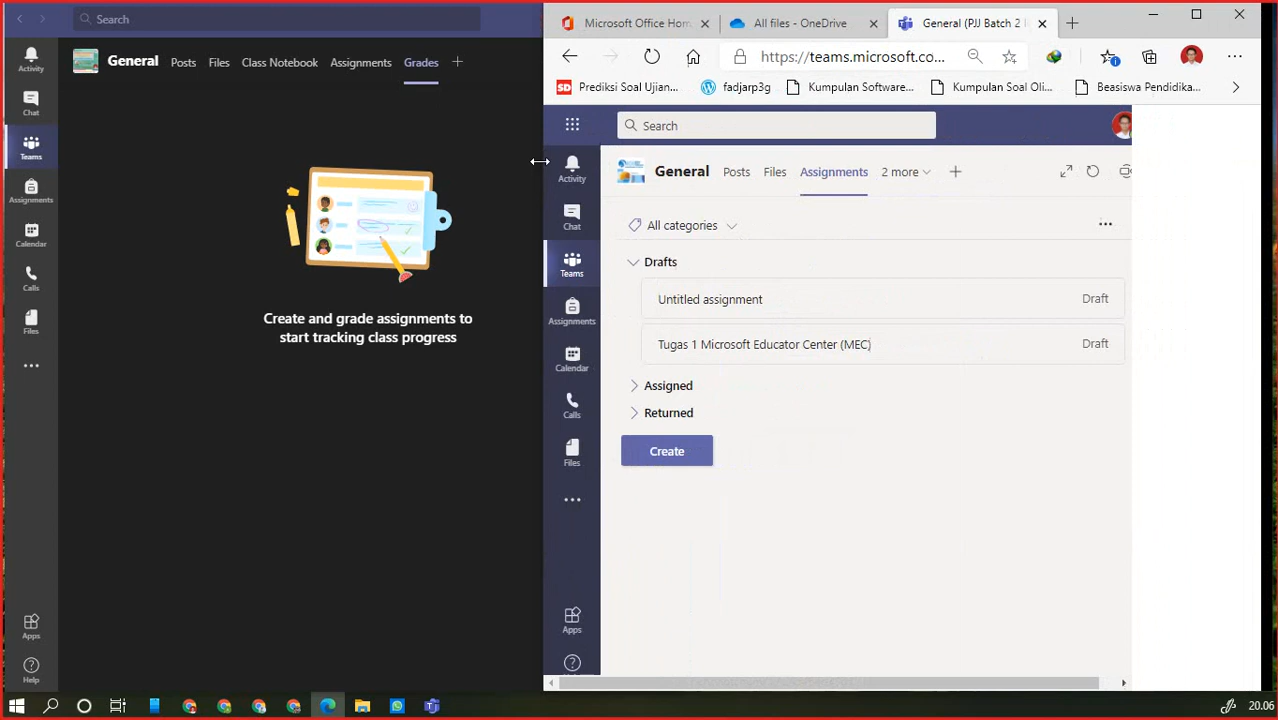 Search
General
Posts
Files
Class Notebook
Assignments
Grades
Activity
Chat
Teams
Assignments
Calendar
Calls
Files
Apps
Help
Create and grade assignments to
start tracking class progress
Microsoft Office Hom
All files - OneDrive
General (PJJ Batch 2
https://teams.microsoft.co...
Prediksi Soal Ujian...
fadjarp3g
Kumpulan Software...
Kumpulan Soal Oli...
Beasiswa Pendidika...
Search
Activity
Chat
Teams
Assignments
Calendar
Calls
Files
Apps
General
Posts
Files
Assignments
2 more
All categories
Drafts
Untitled assignment
Draft
Tugas 1 Microsoft Educator Center (MEC)
Draft
Assigned
Returned
Create
20.06